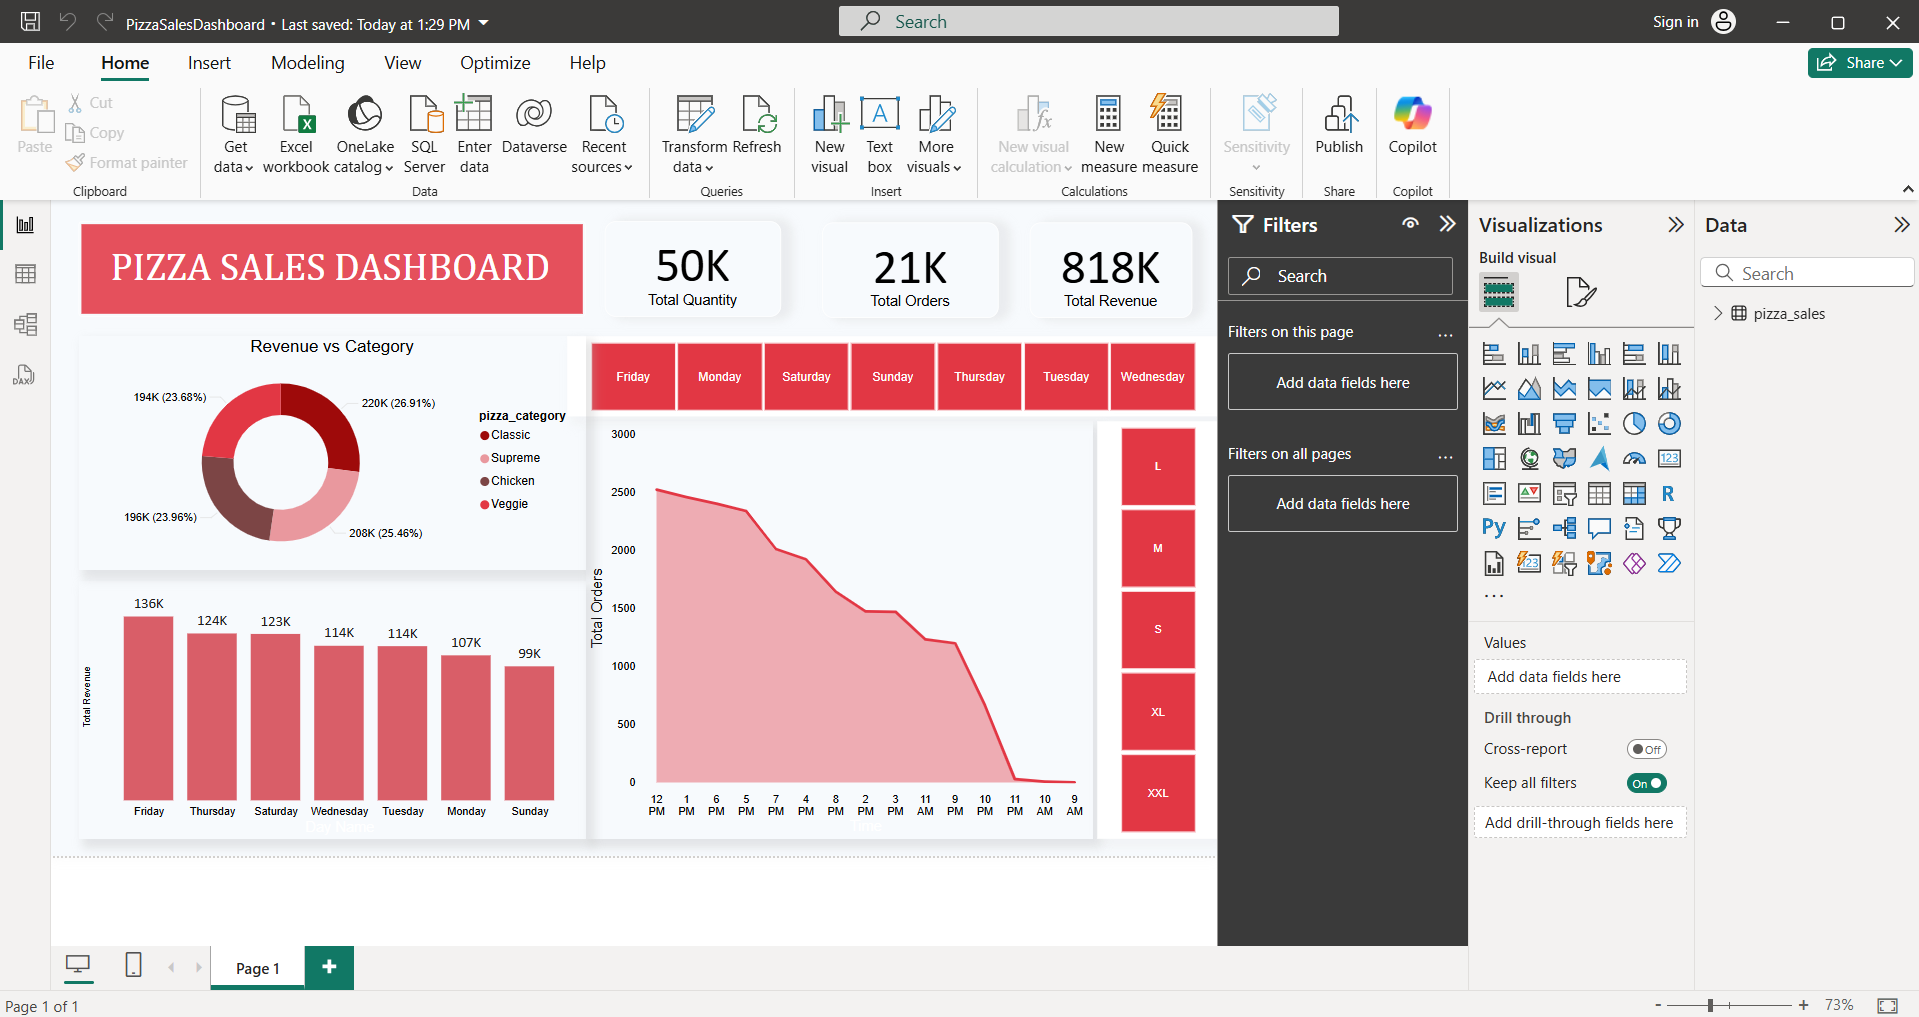 PizzaSalesDashboard • Last saved: Today at 1:29 PM
Search
Sign in
File
Home
Insert
Modeling
View
Optimize
Help
Share
Paste
Cut
Copy
Format painter
Clipboard
Get data
Excel workbook
OneLake catalog
SQL Server
Enter data
Dataverse
Recent sources
Data
Transform data
Refresh
Queries
New visual
Text box
More visuals
Insert
New visual calculation
New measure
Quick measure
Calculations
Sensitivity
Sensitivity
Publish
Share
Copilot
Copilot
PIZZA SALES DASHBOARD
50K
Total Quantity
21K
Total Orders
818K
Total Revenue
Revenue vs Category
194K (23.68%)
220K (26.91%)
196K (23.96%)
208K (25.46%)
pizza_category
Classic
Supreme
Chicken
Veggie
Friday
Monday
Saturday
Sunday
Thursday
Tuesday
Wednesday
Total Revenue
136K
124K
123K
114K
114K
107K
99K
Friday
Thursday
Saturday
Wednesday
Tuesday
Monday
Sunday
Day Name
Total Orders
3000
2500
2000
1500
1000
500
0
12 PM
1 PM
6 PM
5 PM
7 PM
4 PM
8 PM
2 PM
3 PM
11 AM
9 PM
10 PM
11 PM
10 AM
9 AM
Time
L
M
S
XL
XXL
Filters
Search
Filters on this page
...
Add data fields here
Filters on all pages
...
Add data fields here
Visualizations
Build visual
123
R
Py
123
...
Values
Add data fields here
Drill through
Cross-report
Off
Keep all filters
On
Add drill-through fields here
Data
Search
pizza_sales
DAX
Page 1
+
Page 1 of 1
-
+
73%